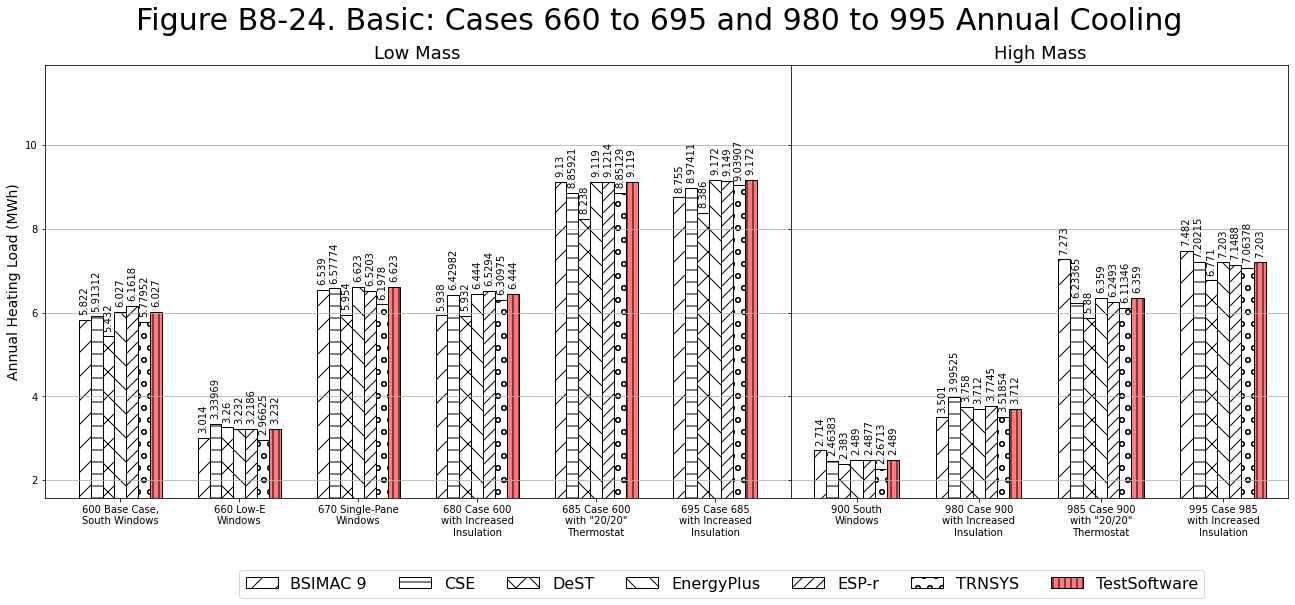 Figure B8-24. Basic: Cases 660 to 695 and 980 to 995 Annual Cooling
Low Mass
High Mass
Annual Heating Load (MWh)
10
8
6
4
2
5.822
5.91312
5.432
6.027
6.1618
5.77952
6.027
3.014
3.33969
3.26
3.232
3.2186
2.96625
3.232
6.539
6.57774
5.954
6.623
6.5203
6.1978
6.623
5.938
6.42982
5.932
6.444
6.5294
6.30975
6.444
9.13
8.85921
8.238
9.119
9.1214
8.85129
9.119
8.755
8.97411
8.386
9.172
9.149
9.03907
9.172
2.714
2.46383
2.383
2.489
2.4877
2.26713
2.489
3.501
3.99525
3.758
3.712
3.7745
3.51854
3.712
7.273
6.23365
5.88
6.359
6.2493
6.11346
6.359
7.482
7.20215
6.771
7.203
7.1488
7.06378
7.203
600 Base Case,
South Windows
660 Low-E
Windows
670 Single-Pane
Windows
680 Case 600
with Increased
Insulation
685 Case 600
with "20/20"
Thermostat
695 Case 685
with Increased
Insulation
900 South
Windows
980 Case 900
with Increased
Insulation
985 Case 900
with "20/20"
Thermostat
995 Case 985
with Increased
Insulation
BSIMAC 9
CSE
DeST
EnergyPlus
ESP-r
TRNSYS
TestSoftware